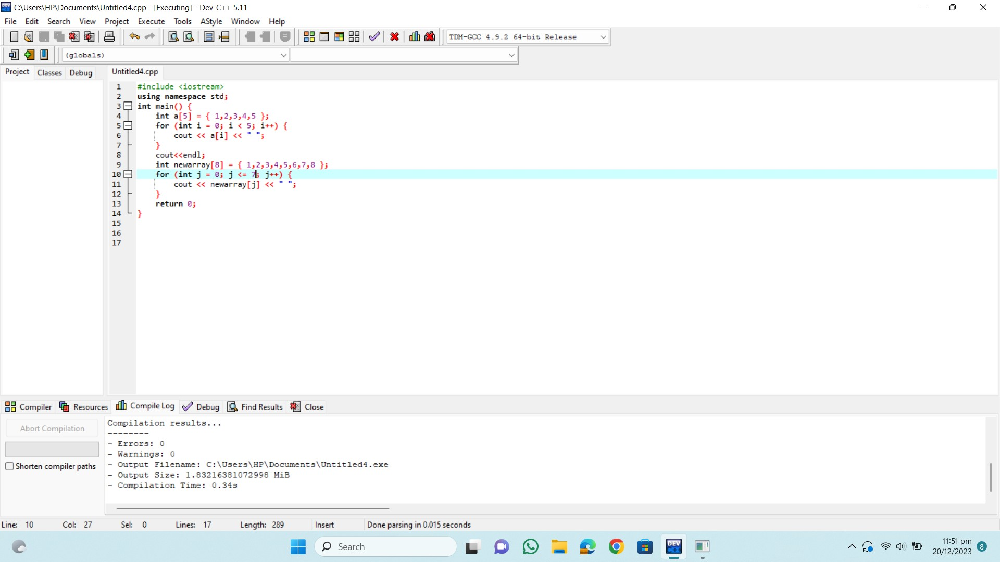 C:\Users\HP\Documents\Untitled4.cpp - [Executing] - Dev-C++ 5.11
File Edit Search View Project Execute Tools AStyle Window Help
TDM-GCC 4.9.2 64-bit Release
(globals)
Project Classes Debug Untitled4.cpp
1 #include <iostream>
2 using namespace std;
3 int main() {
4 int a[5] = { 1,2,3,4,5 };
5 for (int i = 0; i < 5; i++) {
6 cout << a[i] << " ";
7 }
8 cout<<endl;
9 int newarray[8] = { 1,2,3,4,5,6,7,8 };
10 for (int j = 0; j <= 7; j++) {
11 cout << newarray[j] << " ";
12 }
13 return 0;
14 }
15
16
17
Compiler Resources Compile Log Debug Find Results Close
Abort Compilation
Shorten compiler paths
Compilation results...
--------
- Errors: 0
- Warnings: 0
- Output Filename: C:\Users\HP\Documents\Untitled4.exe
- Output Size: 1.83216381072998 MiB
- Compilation Time: 0.34s
Line: 10 Col: 27 Sel: 0 Lines: 17 Length: 289 Insert Done parsing in 0.015 seconds
Search
DEV
11:51 pm
20/12/2023
8